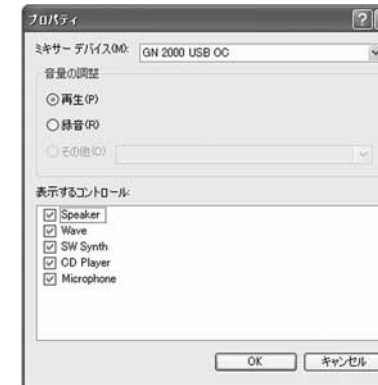 プロパティ
ミキサー デバイス(M): GN 2000 USB OC
音量の調整
再生(P)
録音(R)
その他(O)
表示するコントロール:
Speaker
Wave
SW Synth
CD Player
Microphone
OK キャンセル